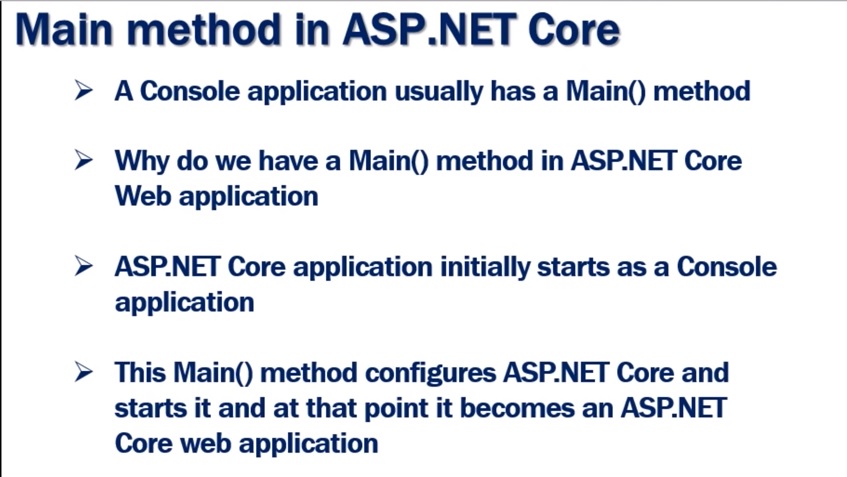 Main method in ASP.NET Core
➢ A Console application usually has a Main() method
➢ Why do we have a Main() method in ASP.NET Core
Web application
➢ ASP.NET Core application initially starts as a Console
application
➢ This Main() method configures ASP.NET Core and
starts it and at that point it becomes an ASP.NET
Core web application